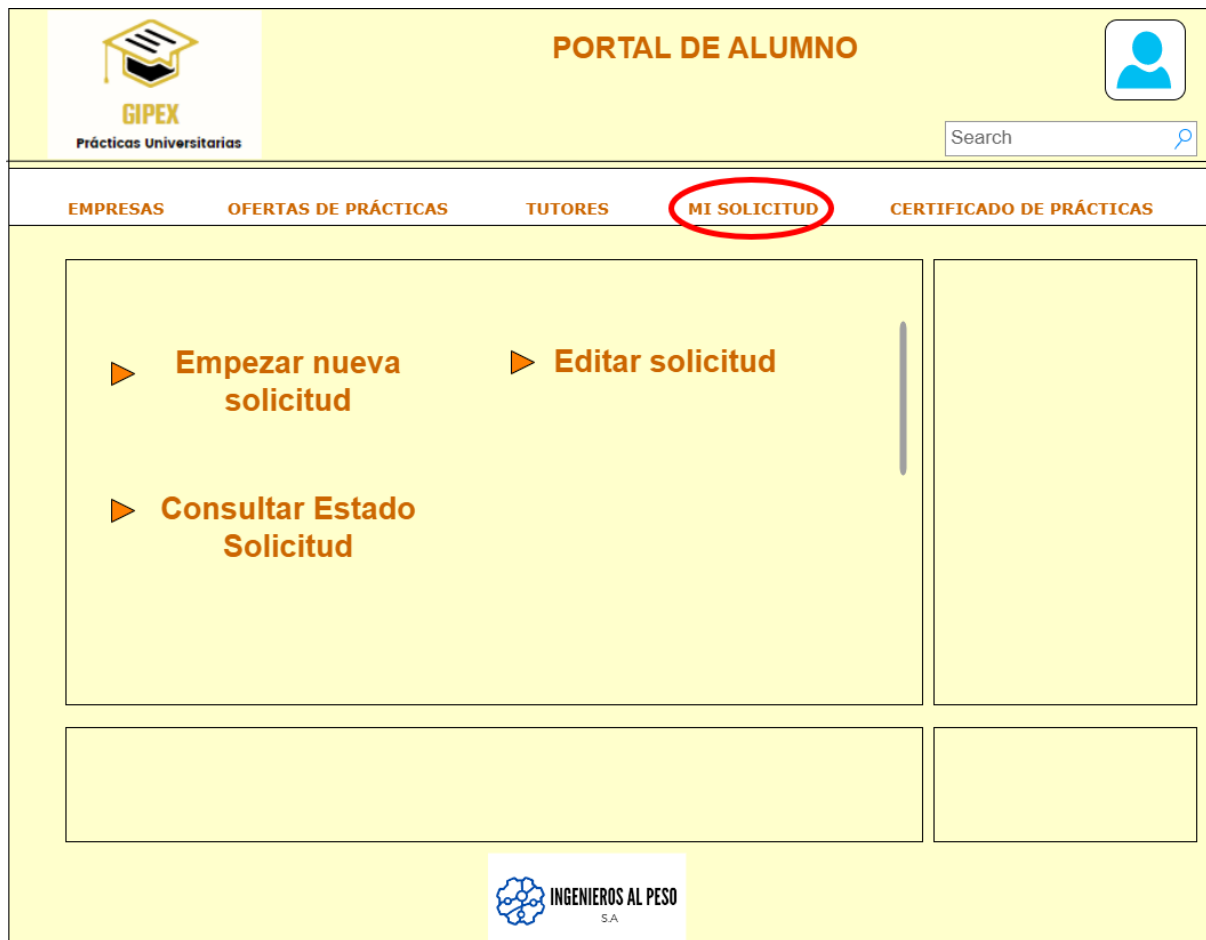 PORTAL DE ALUMNO
GIPEX
Prácticas Universitarias
Search
EMPRESAS OFERTAS DE PRÁCTICAS TUTORES MI SOLICITUD CERTIFICADO DE PRÁCTICAS
Empezar nueva
solicitud
Editar solicitud
Consultar Estado
Solicitud
INGENIEROS AL PESO
S.A